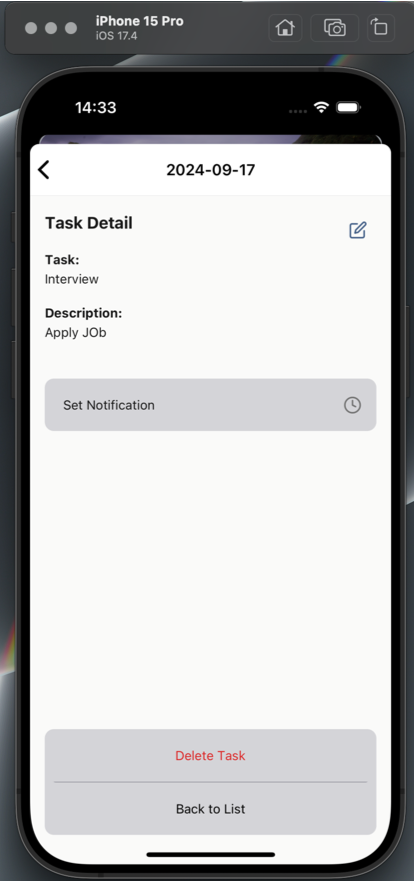 iPhone 15 Pro
iOS 17.4
14:33
2024-09-17
Task Detail
Task:
Interview
Description:
Apply JOb
Set Notification
Delete Task
Back to List